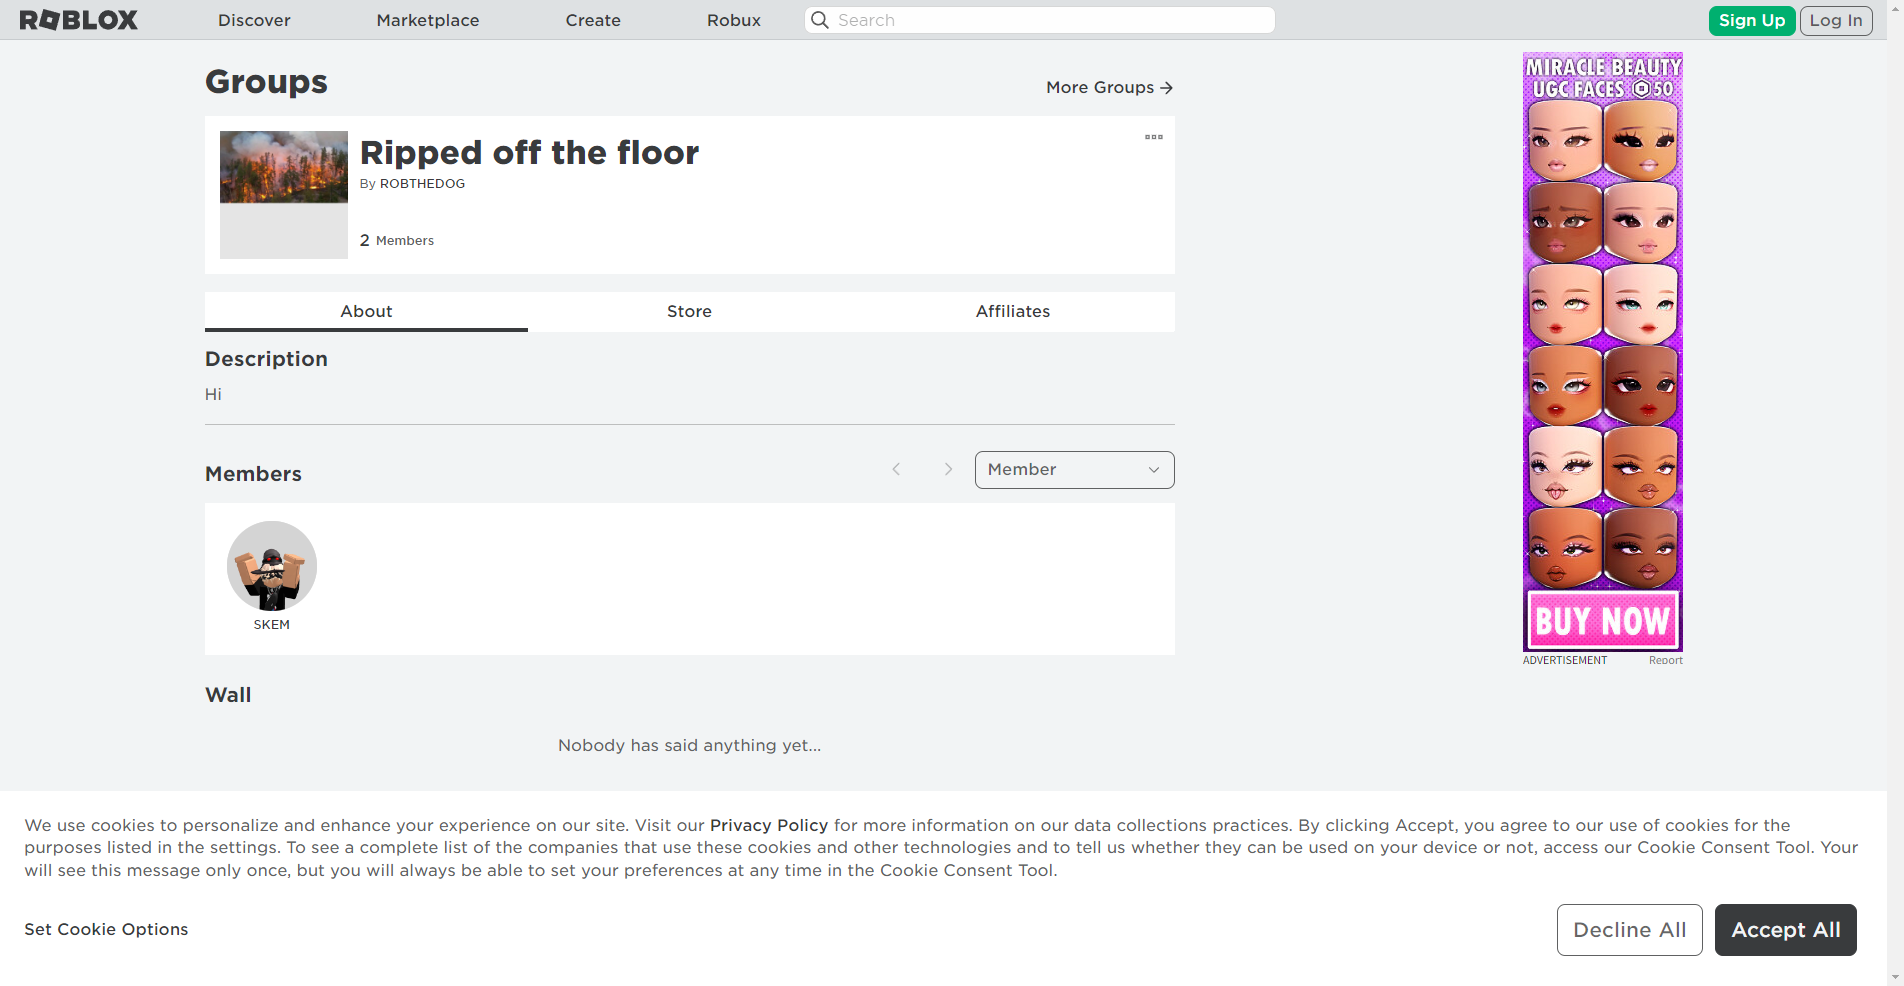 ROBLOX
Discover
Marketplace
Create
Robux
Search
Sign Up
Log In
Groups
More Groups
Ripped off the floor
By ROBTHEDOG
2 Members
About
Store
Affiliates
Description
Hi
Members
Member
SKEM
Wall
Nobody has said anything yet...
MIRACLE BEAUTY
UGC FACES 50
BUY NOW
ADVERTISEMENT
Report
We use cookies to personalize and enhance your experience on our site. Visit our Privacy Policy for more information on our data collections practices. By clicking Accept, you agree to our use of cookies for the
purposes listed in the settings. To see a complete list of the companies that use these cookies and other technologies and to tell us whether they can be used on your device or not, access our Cookie Consent Tool. Your
will see this message only once, but you will always be able to set your preferences at any time in the Cookie Consent Tool.
Set Cookie Options
Decline All
Accept All